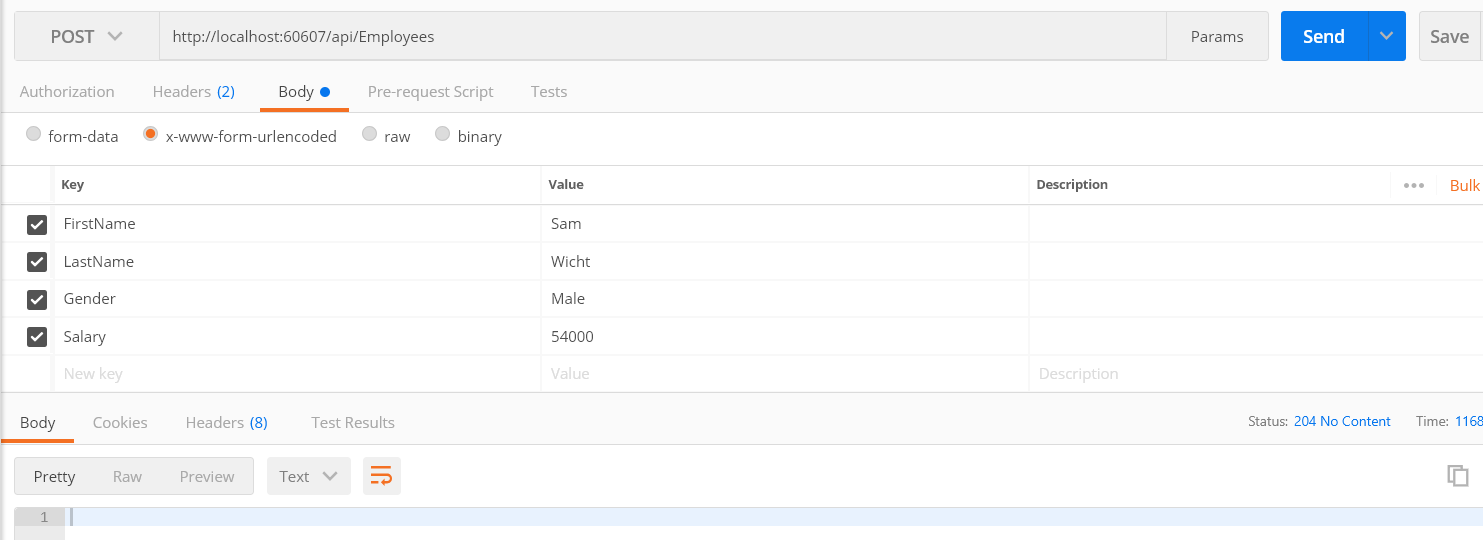 POST http://localhost:60607/api/Employees Params Send Save
Authorization Headers (2) Body Pre-request Script Tests
form-data x-www-form-urlencoded raw binary
Key Value Description Bulk
FirstName Sam
LastName Wicht
Gender Male
Salary 54000
New key Value Description
Body Cookies Headers (8) Test Results Status: 204 No Content Time: 1168
Pretty Raw Preview Text
1